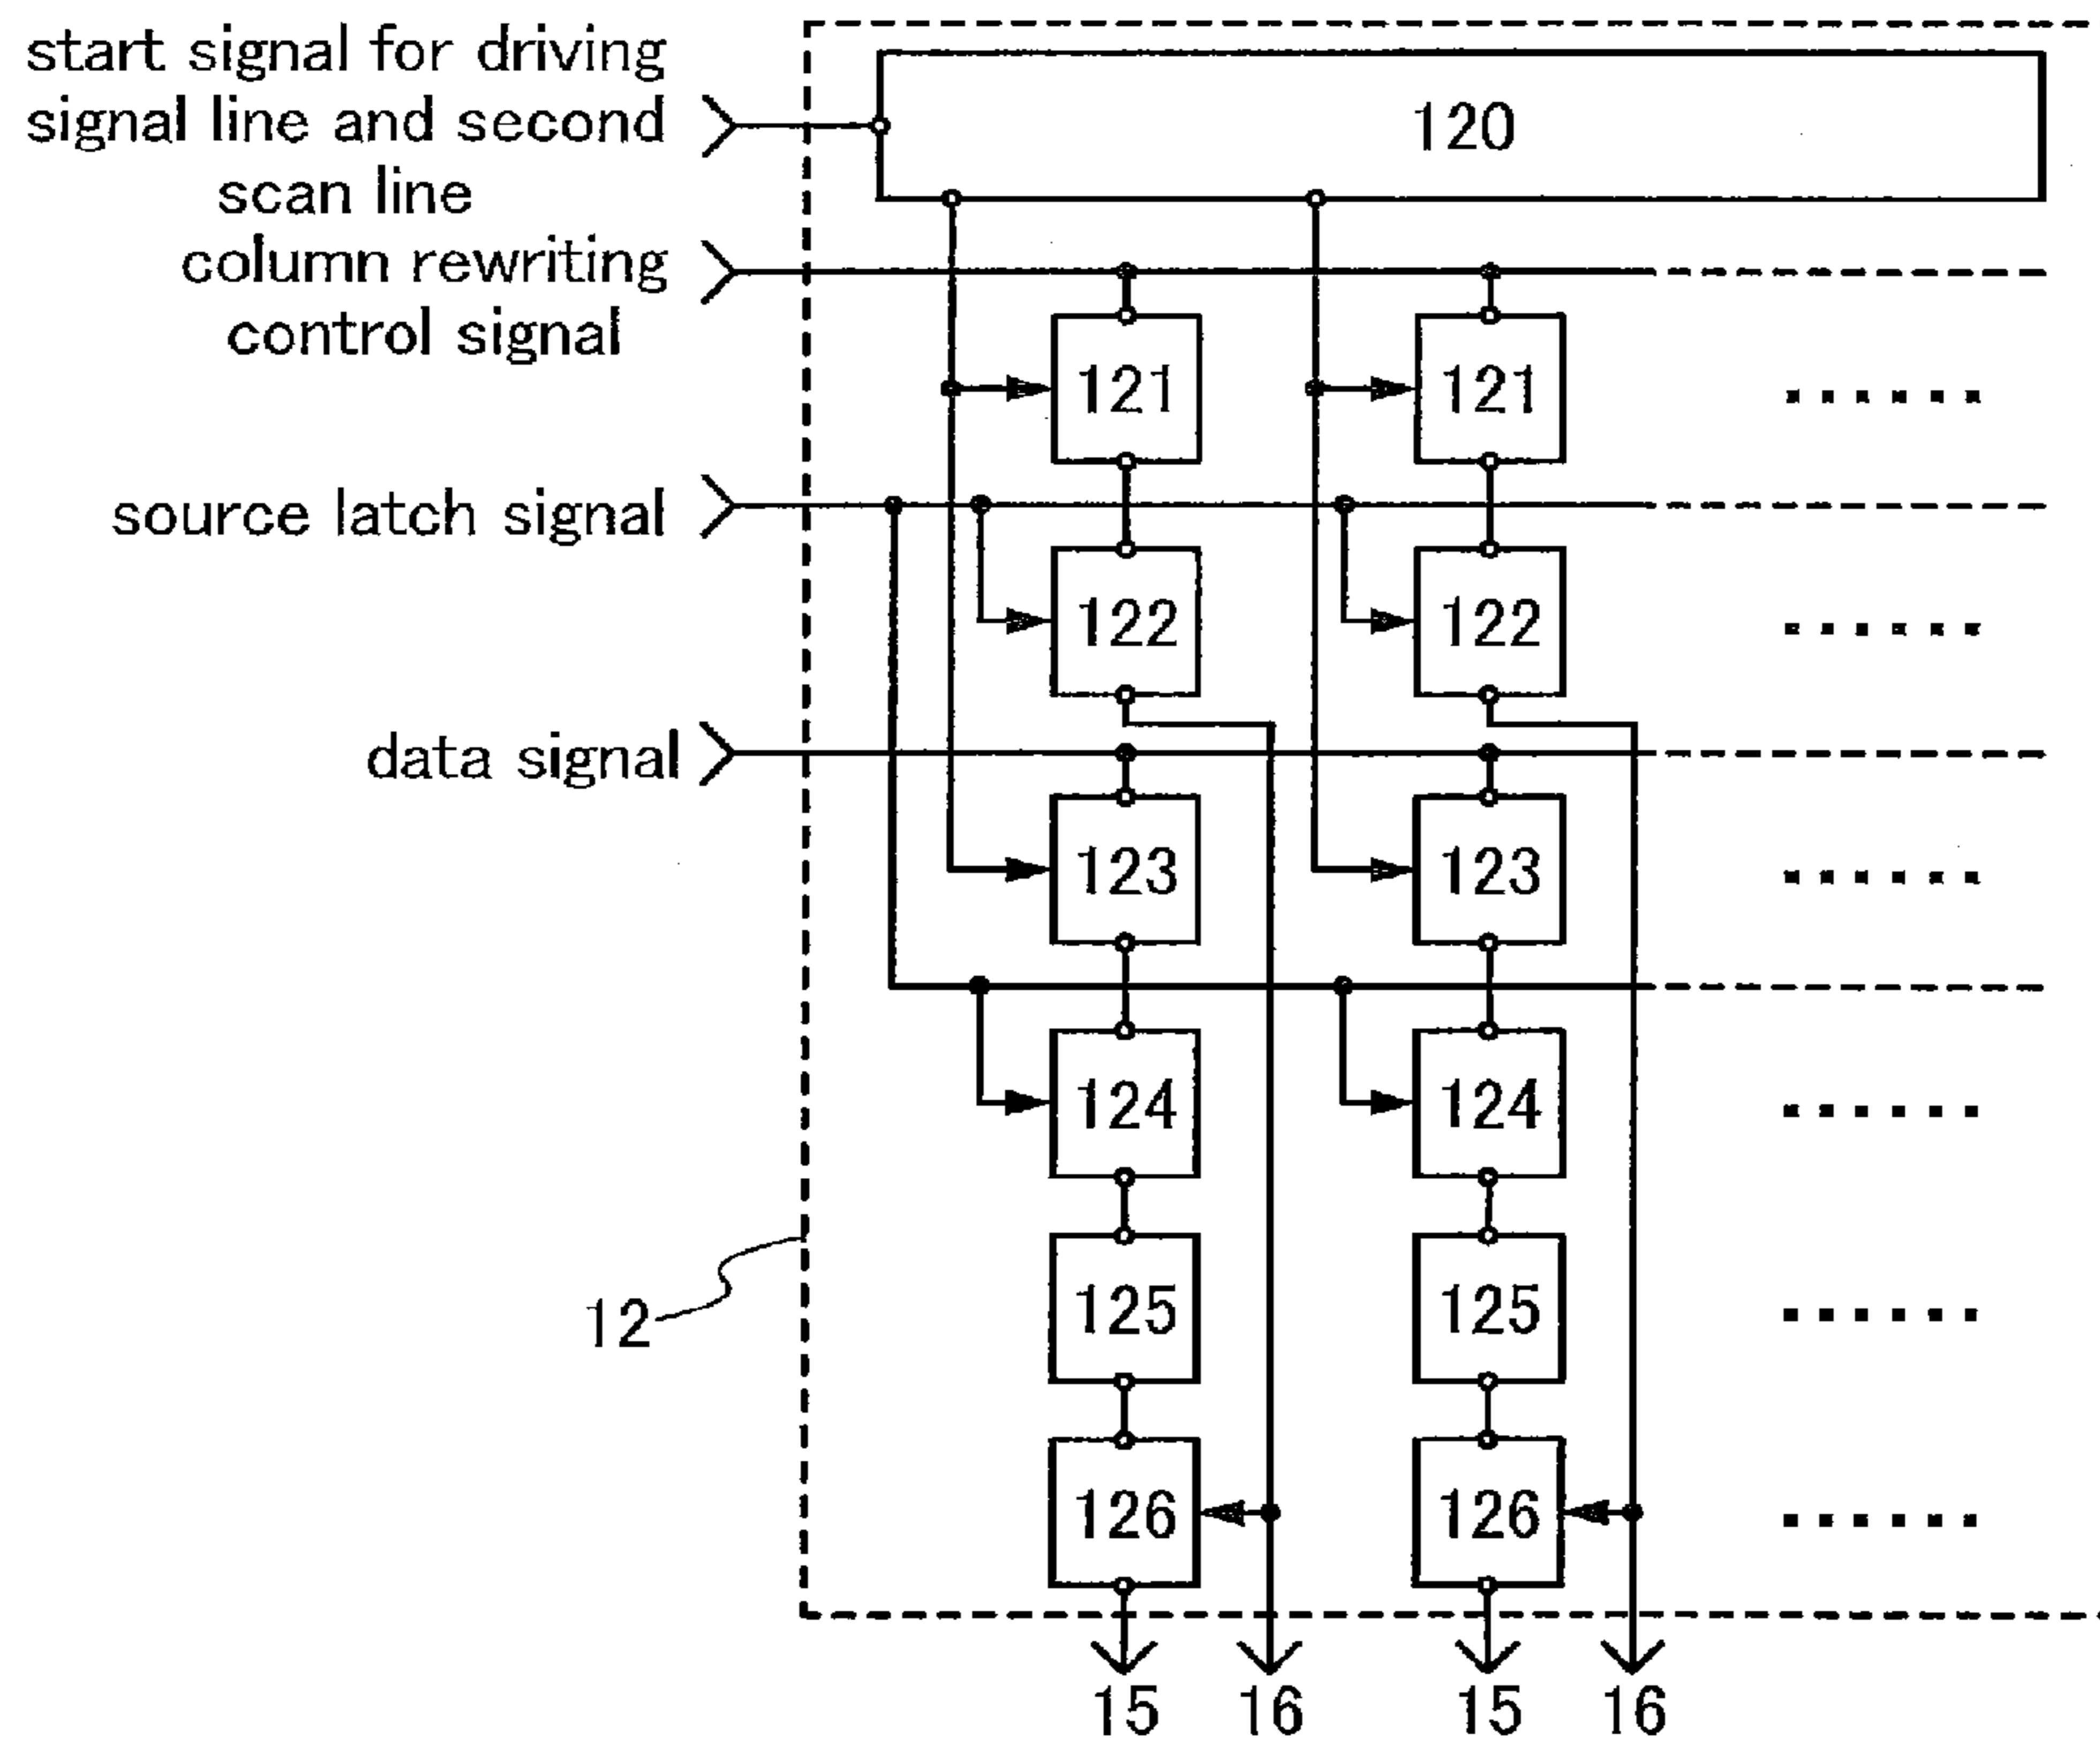 start signal for driving
signal line and second
scan line
120
column rewriting
control signal
121 121
source latch signal
122 122
data signal
123 123
124 124
125 125
12
126 126
15 16 15 16